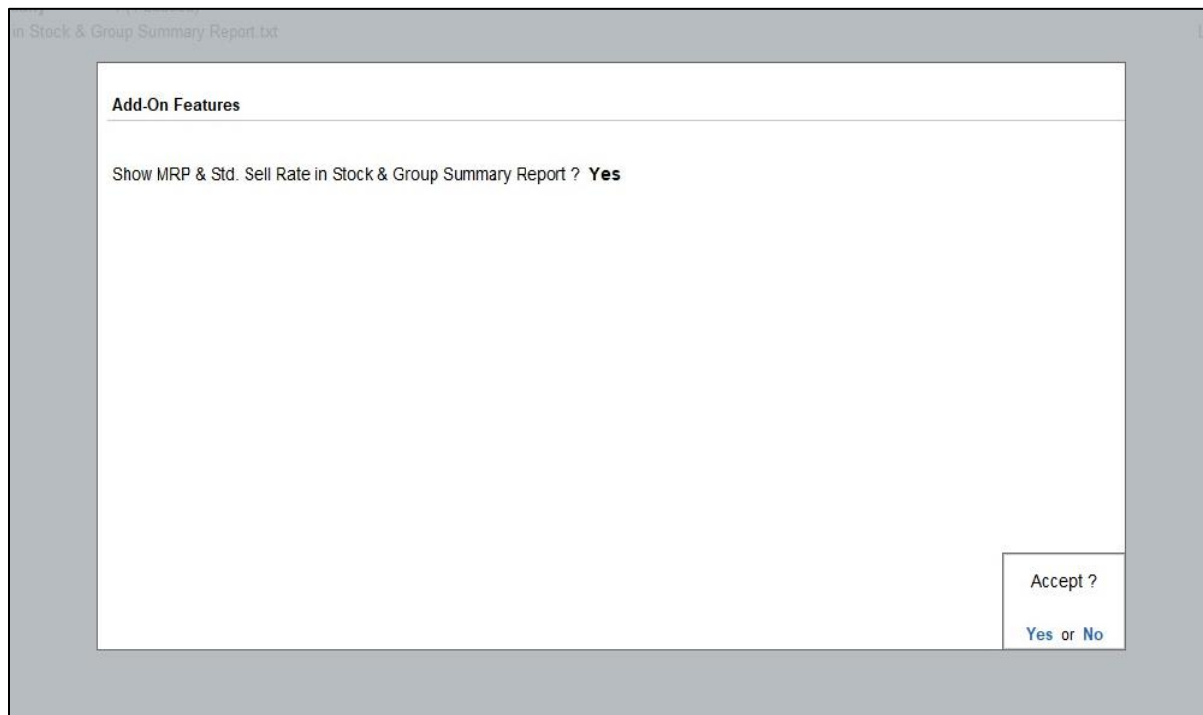 in Stock & Group Summary Report.txt
Add-On Features
Show MRP & Std. Sell Rate in Stock & Group Summary Report ? Yes
Accept ?
Yes or No